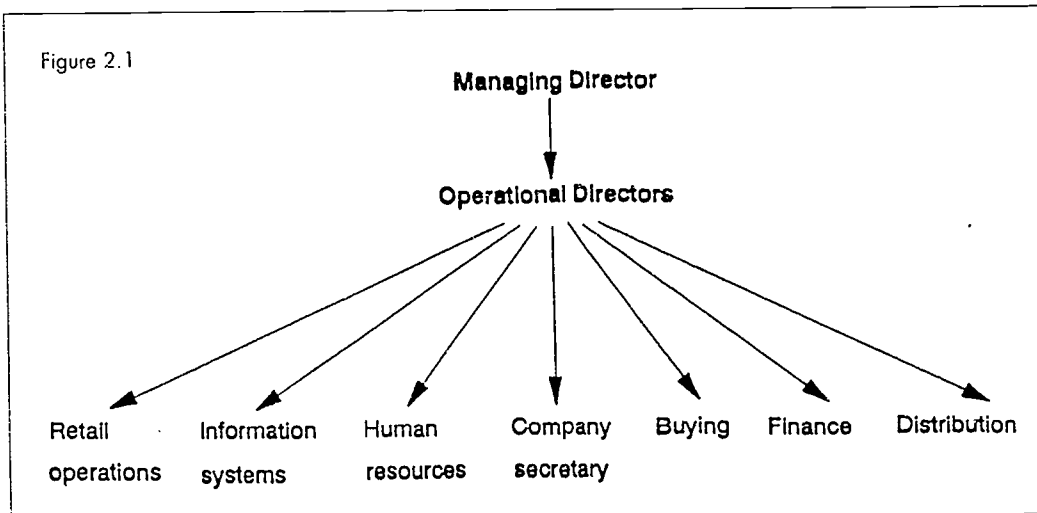 Figure 2.1
Managing Director
Operational Directors
Retail operations
Information systems
Human resources
Company secretary
Buying
Finance
Distribution